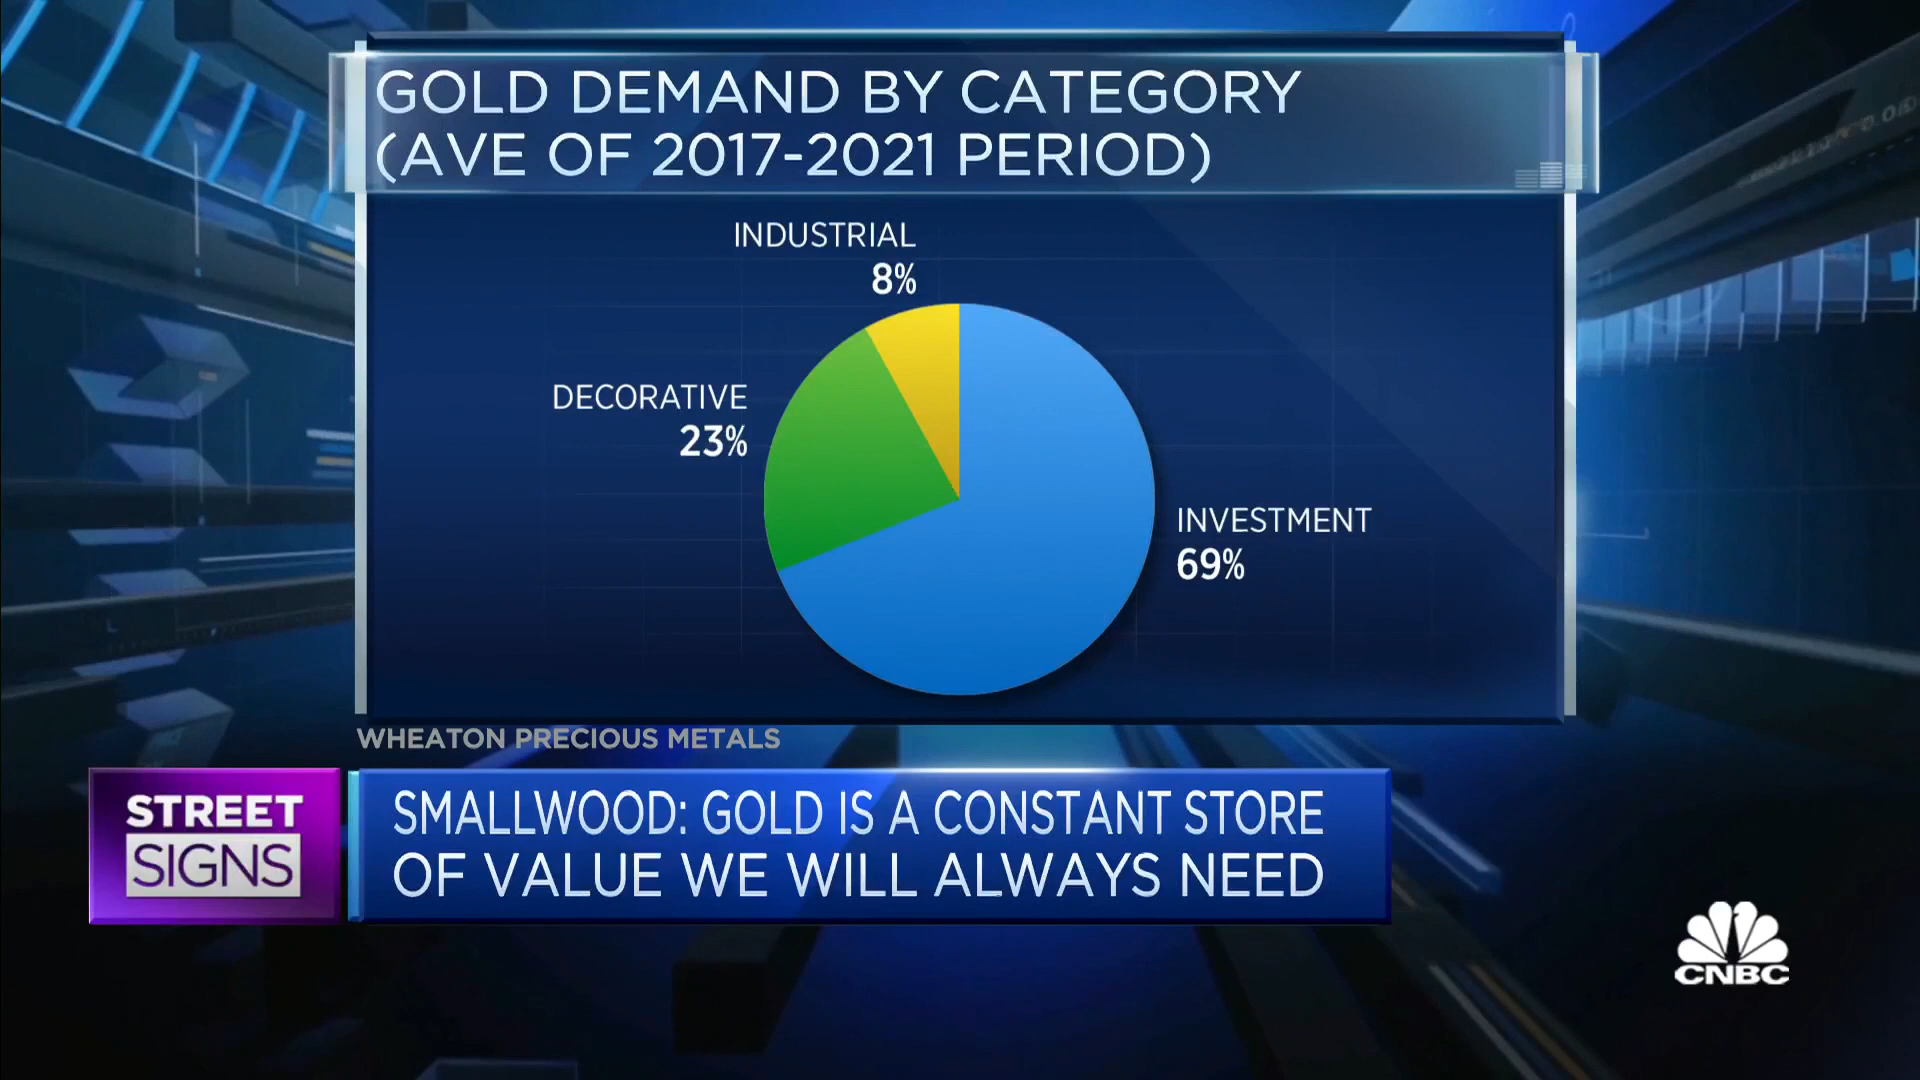 GOLD DEMAND BY CATEGORY
(AVE OF 2017-2021 PERIOD)
INDUSTRIAL
8%
DECORATIVE
23%
INVESTMENT
69%
WHEATON PRECIOUS METALS
STREET
SIGNS
SMALLWOOD: GOLD IS A CONSTANT STORE
OF VALUE WE WILL ALWAYS NEED
CNBC